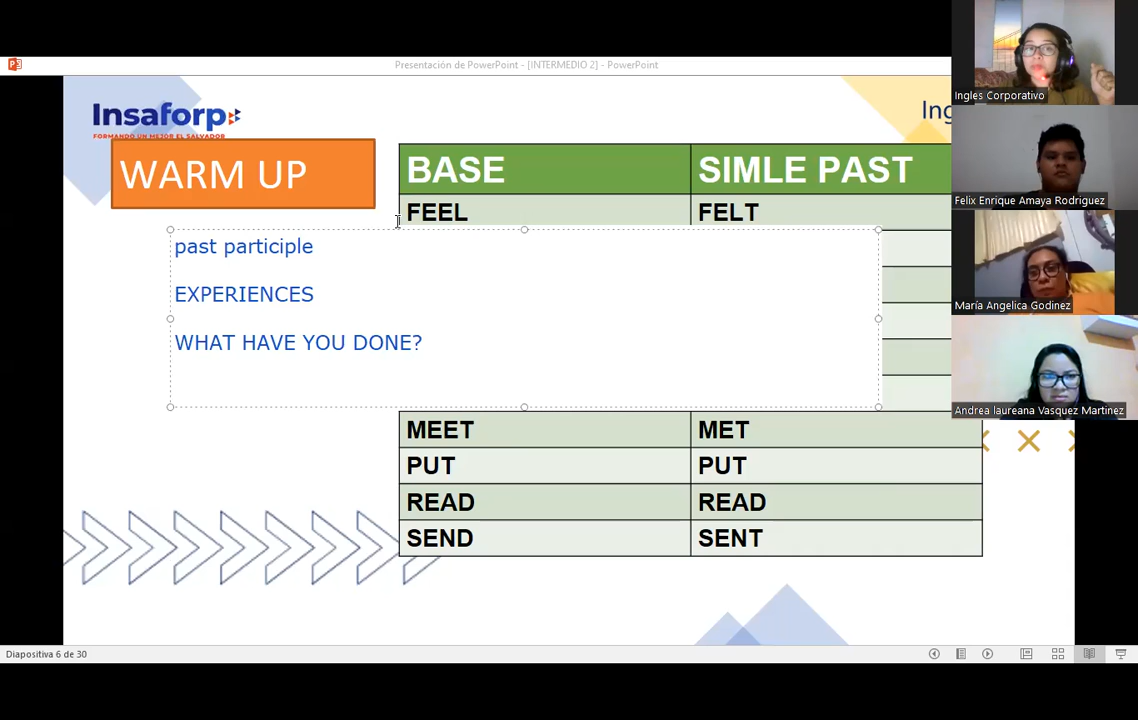 Presentación de PowerPoint - [INTERMEDIO 2] - PowerPoint
Insaforp
FORMANDO UN MEJOR EL SALVADOR
Ing
WARM UP
BASE SIMLE PAST
FEEL FELT
past participle
EXPERIENCES
WHAT HAVE YOU DONE?
MEET MET
PUT PUT
READ READ
SEND SENT
Diapositiva 6 de 30
Ingles Corporativo
Felix Enrique Amaya Rodriguez
María Angelica Godinez
Andrea laureana Vasquez Martinez